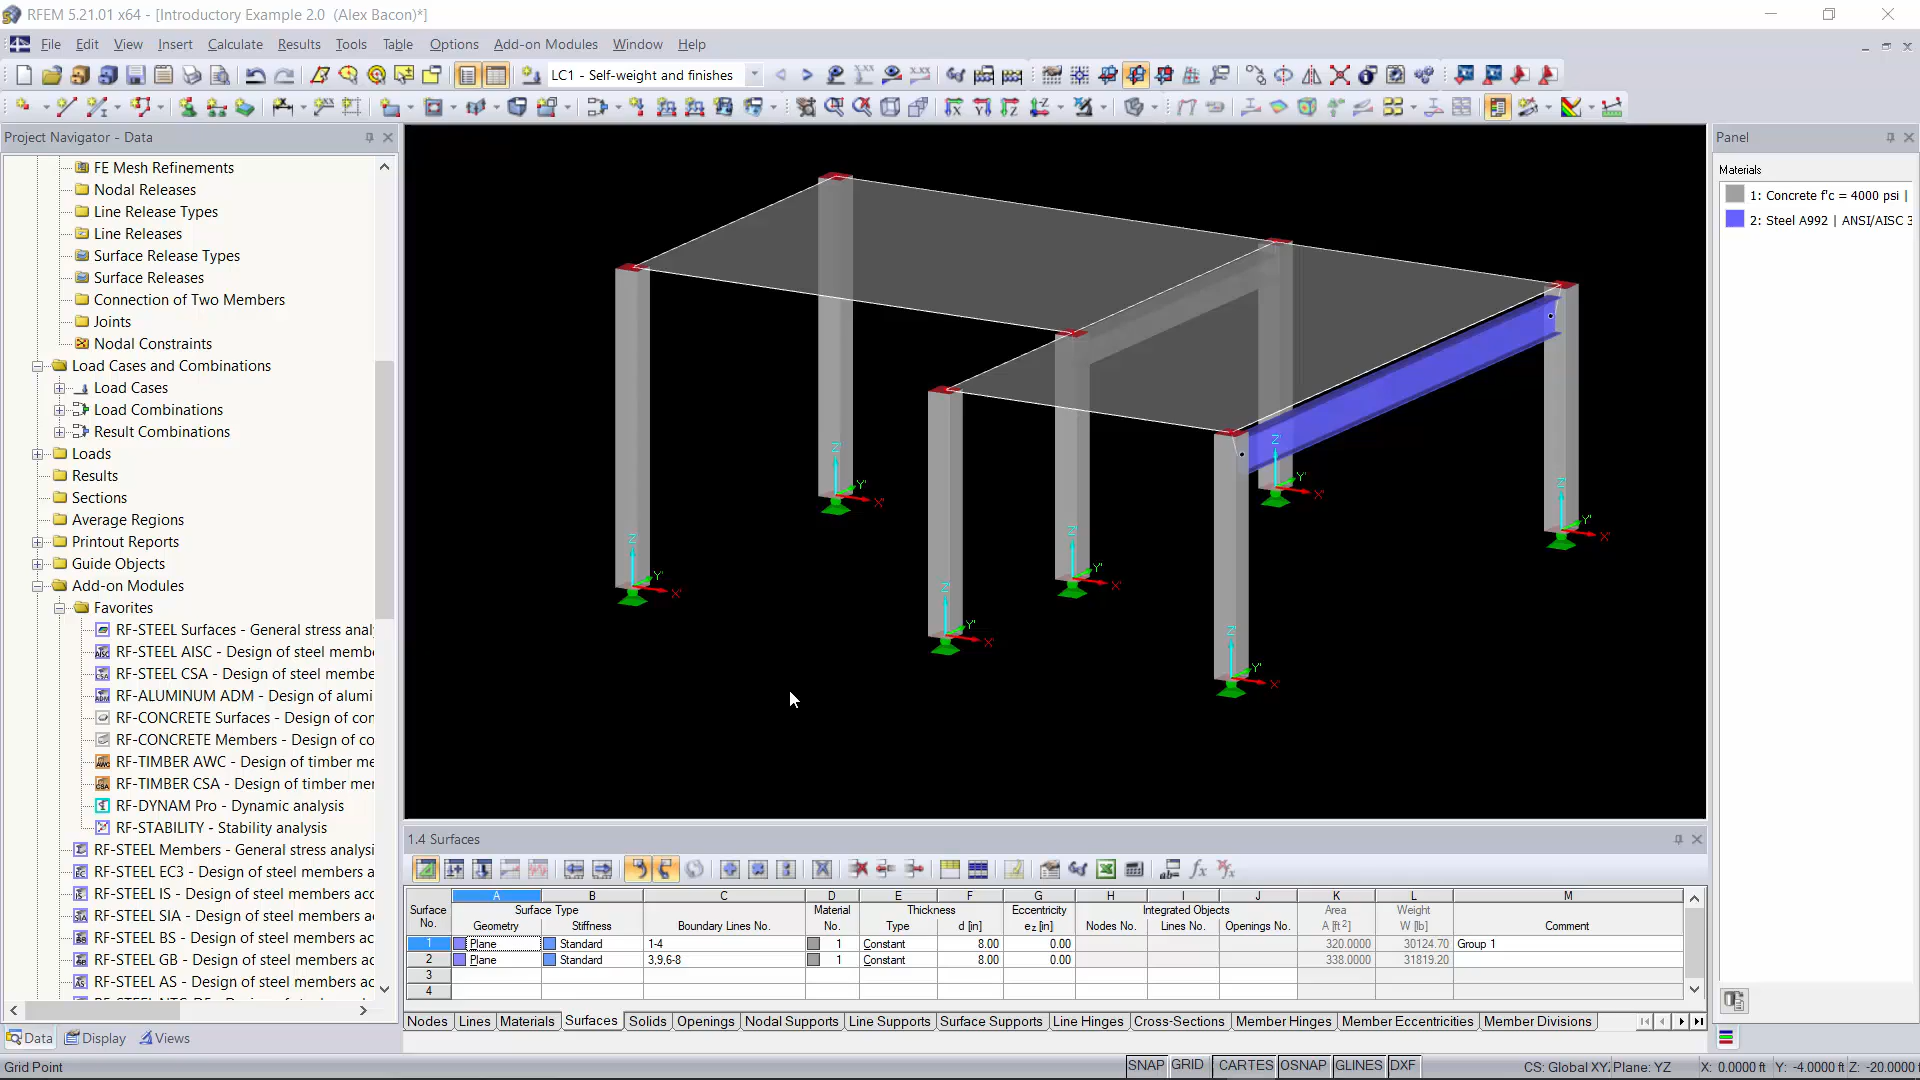 RFEM 5.21.01 x64 - [Introductory Example 2.0 (Alex Bacon)*]
File Edit View Insert Calculate Results Tools Table Options Add-on Modules Window Help
LC1 - Self-weight and finishes
Project Navigator - Data
FE Mesh Refinements
Nodal Releases
Line Release Types
Line Releases
Surface Release Types
Surface Releases
Connection of Two Members
Joints
Nodal Constraints
Load Cases and Combinations
Load Cases
Load Combinations
Result Combinations
Loads
Results
Sections
Average Regions
Printout Reports
Guide Objects
Add-on Modules
Favorites
RF-STEEL Surfaces - General stress anal
RF-STEEL AISC - Design of steel membe
RF-STEEL CSA - Design of steel membe
RF-ALUMINUM ADM - Design of alumi
RF-CONCRETE Surfaces - Design of con
RF-CONCRETE Members - Design of co
RF-TIMBER AWC - Design of timber me
RF-TIMBER CSA - Design of timber mer
RF-DYNAM Pro - Dynamic analysis
RF-STABILITY - Stability analysis
RF-STEEL Members - General stress analysi
RF-STEEL EC3 - Design of steel members a
RF-STEEL IS - Design of steel members acc
RF-STEEL SIA - Design of steel members ac
RF-STEEL BS - Design of steel members ac
RF-STEEL GB - Design of steel members ac
RF-STEEL AS - Design of steel members ac
Data Display Views
Grid Point
Z Y' X'
Z Y' X'
Z Y' X'
Z Y' X'
Z Y' X'
Z Y' X'
Z Y' X'
Panel
Materials
1: Concrete f'c = 4000 psi |
2: Steel A992 | ANSI/AISC 3
1.4 Surfaces
A B C D E F G H I J K L M
Surface Surface Type Material Thickness Eccentricity Integrated Objects Area Weight
No. Geometry Stiffness Boundary Lines No. No. Type d [in] ez [in] Nodes No. Lines No. Openings No. A [ft²] W [lb] Comment
1 Plane Standard 1-4 1 Constant 8.00 0.00 320.0000 30124.70 Group 1
2 Plane Standard 3,9,6-8 1 Constant 8.00 0.00 338.0000 31819.20
3
4
Nodes Lines Materials Surfaces Solids Openings Nodal Supports Line Supports Surface Supports Line Hinges Cross-Sections Member Hinges Member Eccentricities Member Divisions
SNAP GRID CARTES OSNAP GLINES DXF CS: Global XY. Plane: YZ X: 0.0000 ft Y: -4.0000 ft Z: -20.0000 ft